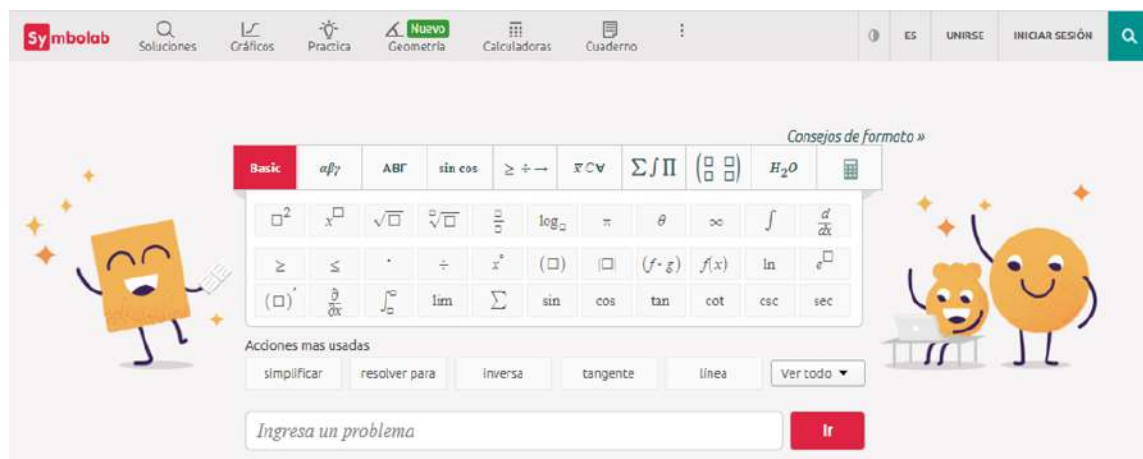 Symbolab Soluciones Gráficos Practica Nuevo Geometría Calculadoras Cuaderno ES UNIRSE INICIAR SESIÓN
Consejos de formato »
Basic αβγ ΑΒΓ sin cos ≥ ÷ → x̄ ℂ ∀ ∑ ∫ ∏ (□ □ □ □) H₂O
□² x^□ √□ ⁿ√□ □/□ log□ π θ ∞ ∫ d/dx
≥ ≤ · ÷ x° (□) |□| (f∘g) f(x) ln e^□
(□)′ ∂/∂x ∫ lim ∑ sin cos tan cot csc sec
Acciones mas usadas
simplificar resolver para inversa tangente línea Ver todo ▼
Ingresa un problema Ir